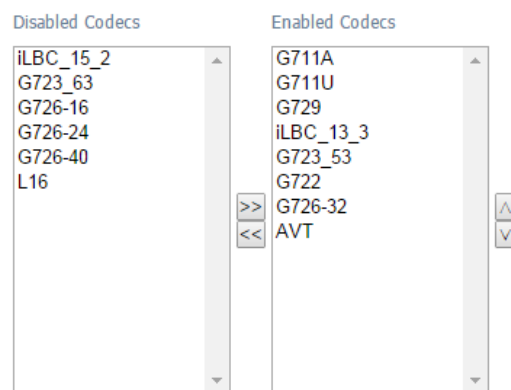 Disabled Codecs
iLBC_15_2
G723_63
G726-16
G726-24
G726-40
L16
>>
<<
Enabled Codecs
G711A
G711U
G729
iLBC_13_3
G723_53
G722
G726-32
AVT